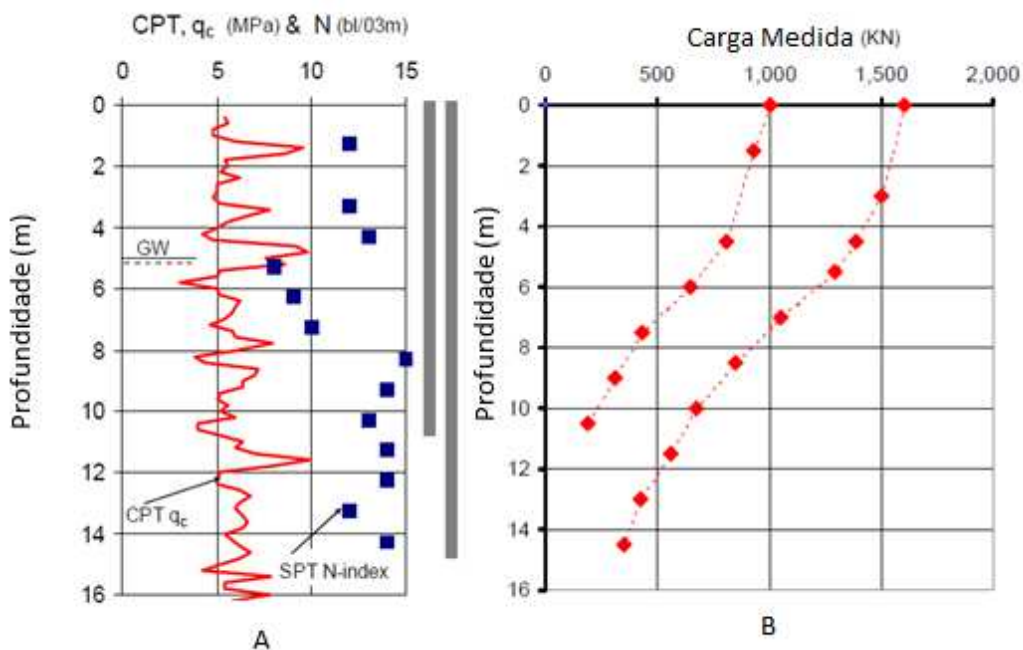 CPT, qc (MPa) & N (bl/03m)
0 5 10 15
0
2
4
6
8
10
12
14
16
Profundidade (m)
GW
CPT qc
SPT N-index
A
Carga Medida (KN)
0 500 1,000 1,500 2,000
0
2
4
6
8
10
12
14
16
Profundidade (m)
B